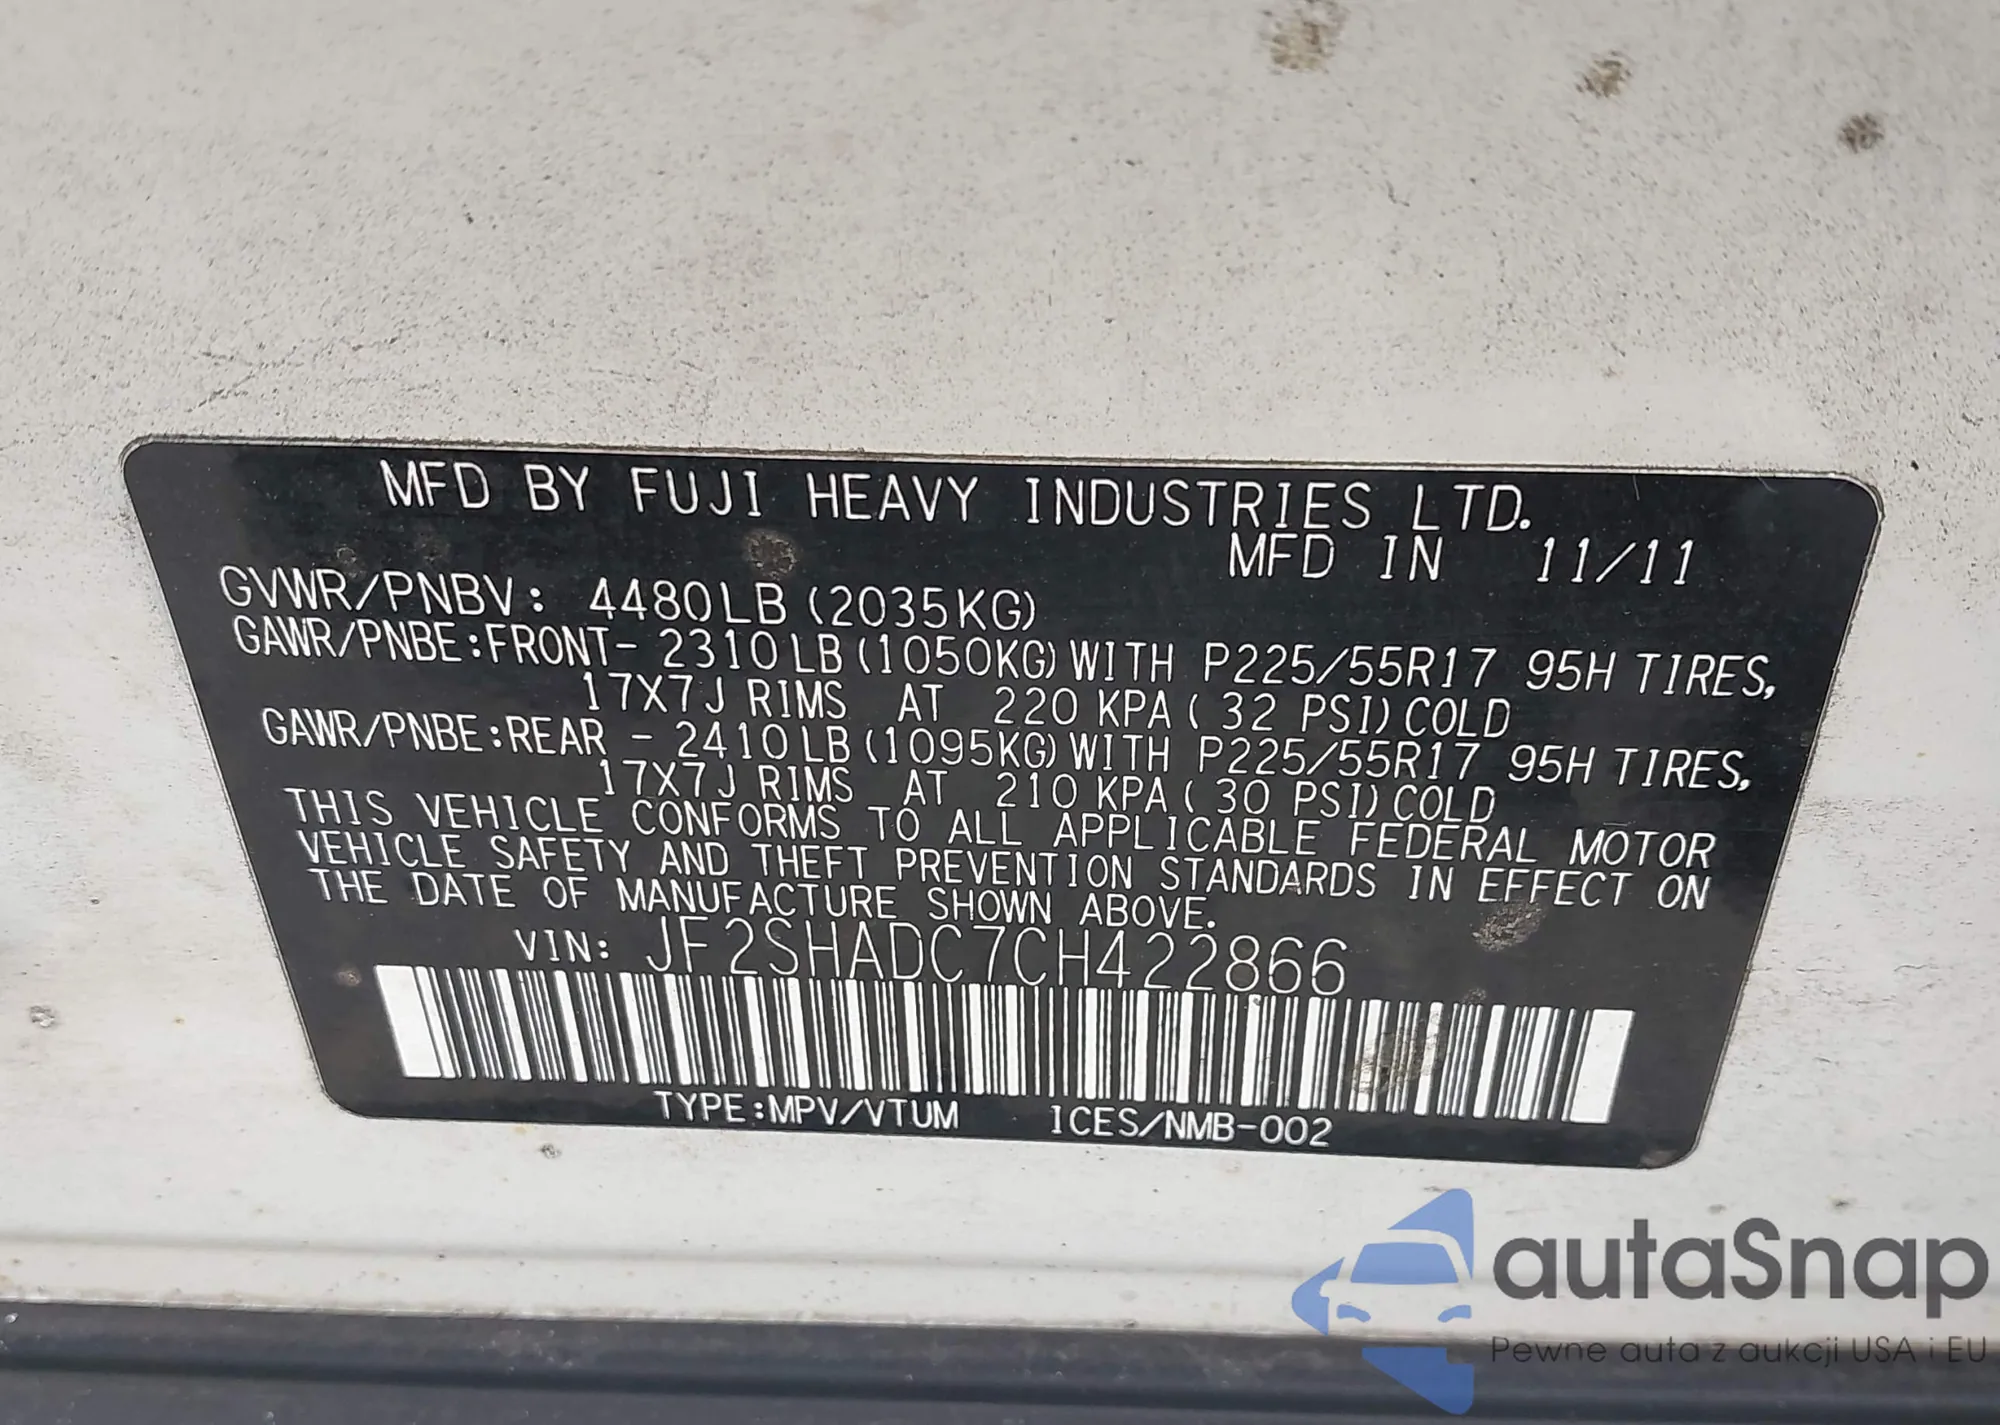 MFD BY FUJI HEAVY INDUSTRIES LTD.
MFD IN 11/11
GVWR/PNBV: 4480LB (2035KG)
GAWR/PNBE:FRONT- 2310LB (1050KG) WITH P225/55R17 95H TIRES,
17X7J RIMS AT 220 KPA ( 32 PSI) COLD
GAWR/PNBE:REAR - 2410LB (1095KG) WITH P225/55R17 95H TIRES,
17X7J RIMS AT 210 KPA ( 30 PSI) COLD
THIS VEHICLE CONFORMS TO ALL APPLICABLE FEDERAL MOTOR
VEHICLE SAFETY AND THEFT PREVENTION STANDARDS IN EFFECT ON
THE DATE OF MANUFACTURE SHOWN ABOVE.
VIN: JF2SHADC7CH422866
TYPE:MPV/VTUM ICES/NMB-002
autaSnap
Pewne auta z aukcji USA i EU